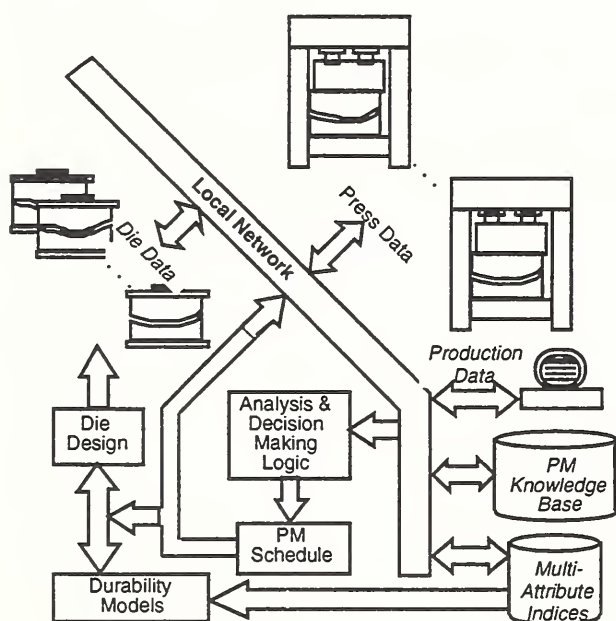 Local Network
Die Data
Press Data
Production
Data
Analysis &
Decision
Making
Logic
Die
Design
PM
Knowledge
Base
PM
Schedule
Durability
Models
Multi-
Attribute
Indices